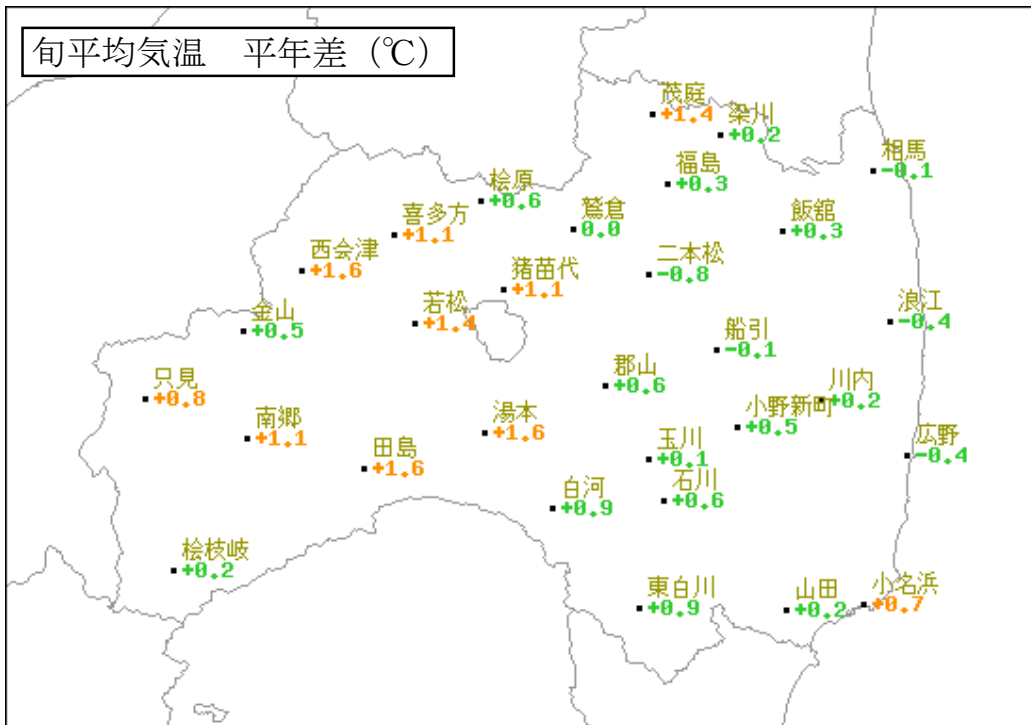 旬平均気温　平年差（℃）
茂庭
+1.4
梁川
+0.2
相馬
-0.1
福島
+0.3
桧原
+0.6
鷲倉
0.0
飯舘
+0.3
喜多方
+1.1
西会津
+1.6
二本松
-0.8
猪苗代
+1.1
金山
+0.5
若松
+1.4
浪江
-0.4
船引
-0.1
郡山
+0.6
只見
+0.8
川内
+0.2
小野新町
+0.5
南郷
+1.1
湯本
+1.6
田島
+1.6
玉川
+0.1
広野
-0.4
石川
+0.6
白河
+0.9
桧枝岐
+0.2
東白川
+0.9
山田
+0.2
小名浜
+0.7